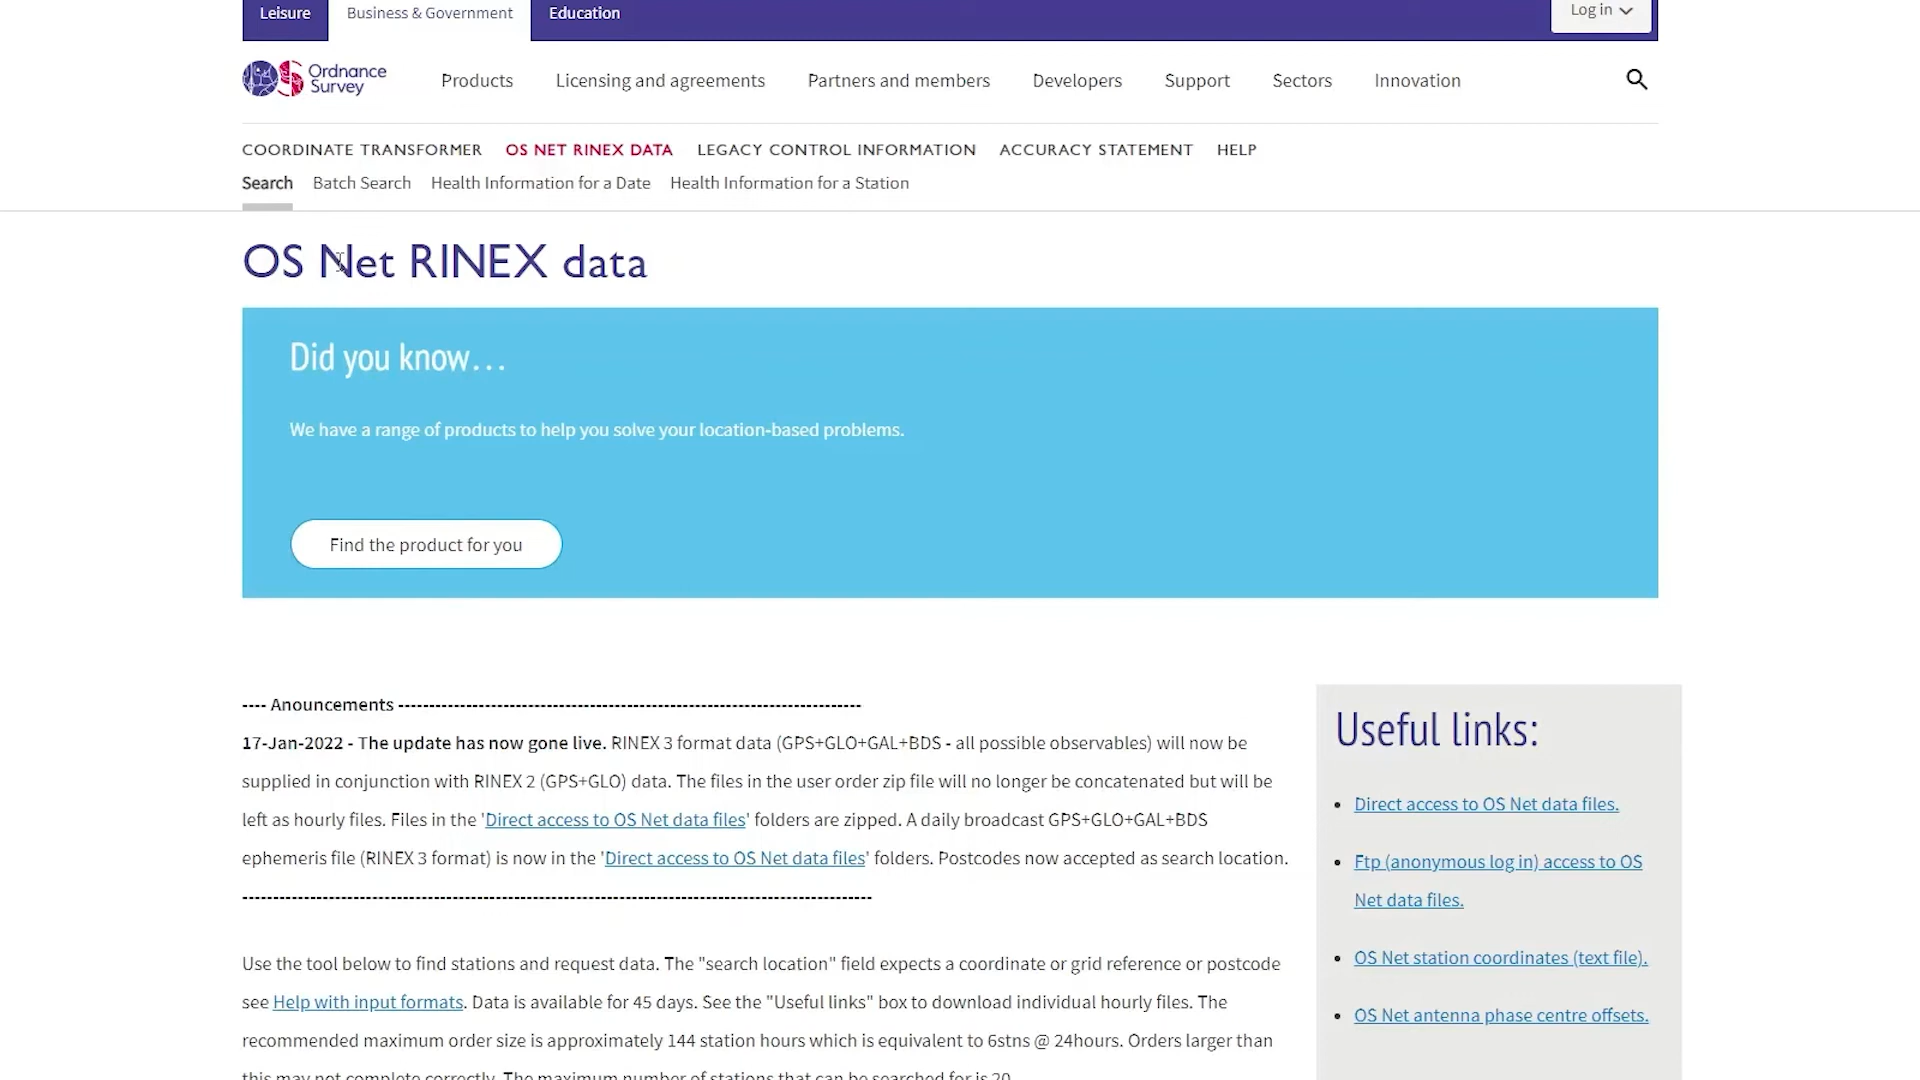 Leisure Business & Government Education Log in
Ordnance Survey
Products Licensing and agreements Partners and members Developers Support Sectors Innovation
COORDINATE TRANSFORMER OS NET RINEX DATA LEGACY CONTROL INFORMATION ACCURACY STATEMENT HELP
Search Batch Search Health Information for a Date Health Information for a Station
OS Net RINEX data
Did you know...
We have a range of products to help you solve your location-based problems.
Find the product for you
---- Anouncements ---------------------------------------------------------------------------
17-Jan-2022 - The update has now gone live. RINEX 3 format data (GPS+GLO+GAL+BDS - all possible observables) will now be
supplied in conjunction with RINEX 2 (GPS+GLO) data. The files in the user order zip file will no longer be concatenated but will be
left as hourly files. Files in the 'Direct access to OS Net data files' folders are zipped. A daily broadcast GPS+GLO+GAL+BDS
ephemeris file (RINEX 3 format) is now in the 'Direct access to OS Net data files' folders. Postcodes now accepted as search location.
------------------------------------------------------------------------------------------------------
Use the tool below to find stations and request data. The "search location" field expects a coordinate or grid reference or postcode
see Help with input formats. Data is available for 45 days. See the "Useful links" box to download individual hourly files. The
recommended maximum order size is approximately 144 station hours which is equivalent to 6stns @ 24hours. Orders larger than
this may not complete correctly. The maximum number of stations that can be searched for is 20.
Useful links:
• Direct access to OS Net data files.
• Ftp (anonymous log in) access to OS
Net data files.
• OS Net station coordinates (text file).
• OS Net antenna phase centre offsets.